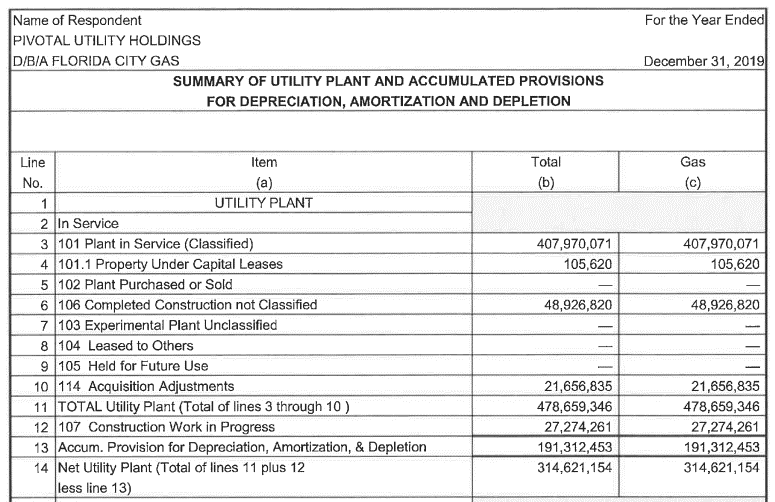 Name of Respondent For the Year Ended
PIVOTAL UTILITY HOLDINGS
D/B/A FLORIDA CITY GAS December 31, 2019
SUMMARY OF UTILITY PLANT AND ACCUMULATED PROVISIONS
FOR DEPRECIATION, AMORTIZATION AND DEPLETION
Line Item Total Gas
No. (a) (b) (c)
1 UTILITY PLANT
2 In Service
3 101 Plant in Service (Classified) 407,970,071 407,970,071
4 101.1 Property Under Capital Leases 105,620 105,620
5 102 Plant Purchased or Sold — —
6 106 Completed Construction not Classified 48,926,820 48,926,820
7 103 Experimental Plant Unclassified — —
8 104 Leased to Others — —
9 105 Held for Future Use — —
10 114 Acquisition Adjustments 21,656,835 21,656,835
11 TOTAL Utility Plant (Total of lines 3 through 10 ) 478,659,346 478,659,346
12 107 Construction Work in Progress 27,274,261 27,274,261
13 Accum. Provision for Depreciation, Amortization, & Depletion 191,312,453 191,312,453
14 Net Utility Plant (Total of lines 11 plus 12 314,621,154 314,621,154
less line 13)